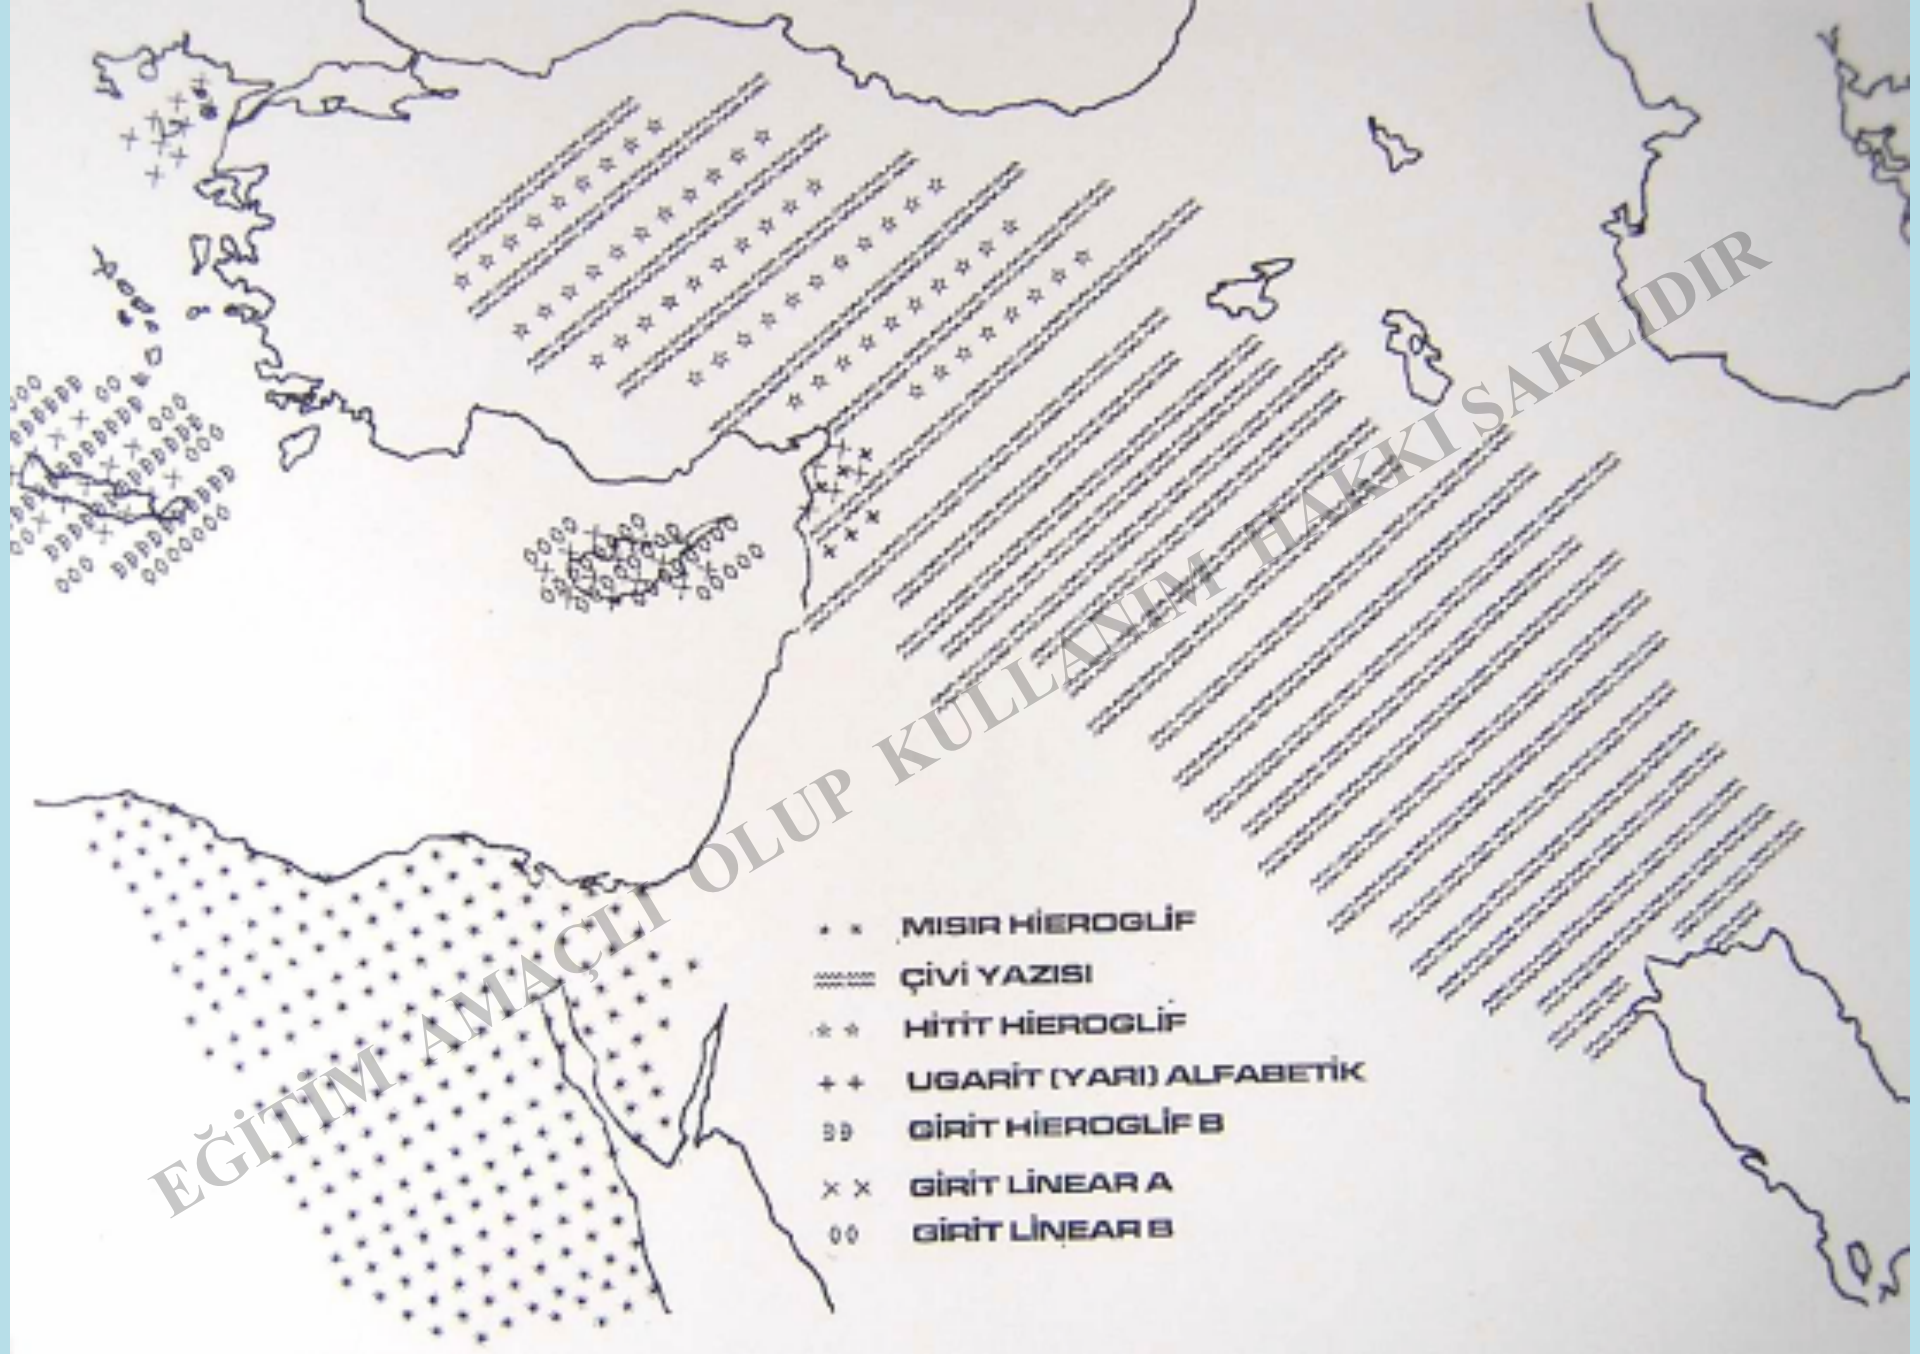 MISIR HİEROGLİF
ÇİVİ YAZISI
HİTİT HİEROGLİF
UGARİT (YARI) ALFABETİK
GİRİT HİEROGLİF B
GİRİT LİNEAR A
GİRİT LİNEAR B
EĞİTİM AMAÇLI OLUP KULLANIM HAKKI SAKLIDIR